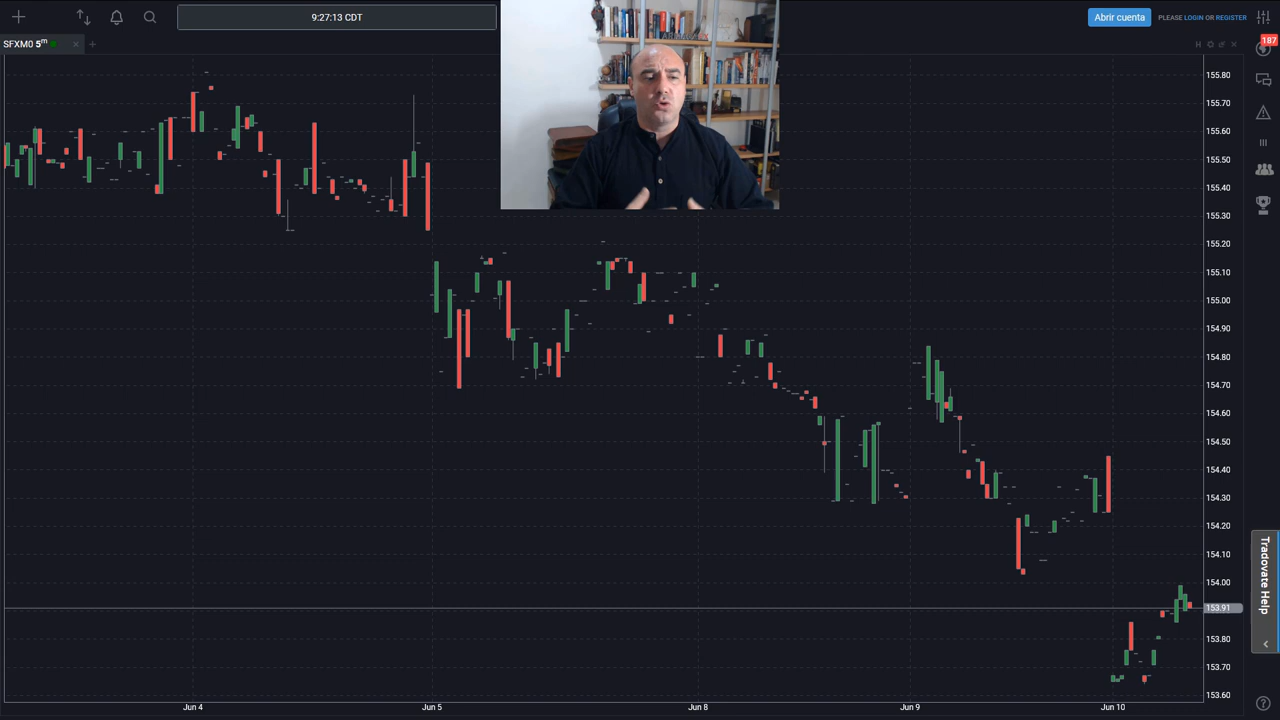 9:27:13 CDT
Abrir cuenta
PLEASE LOGIN OR REGISTER
SFXM0 5m
187
155.80
155.70
155.60
155.50
155.40
155.30
155.20
155.10
155.00
154.90
154.80
154.70
154.60
154.50
154.40
154.30
154.20
154.10
154.00
153.91
153.80
153.70
153.60
Tradovate Help
Jun 4
Jun 5
Jun 8
Jun 9
Jun 10